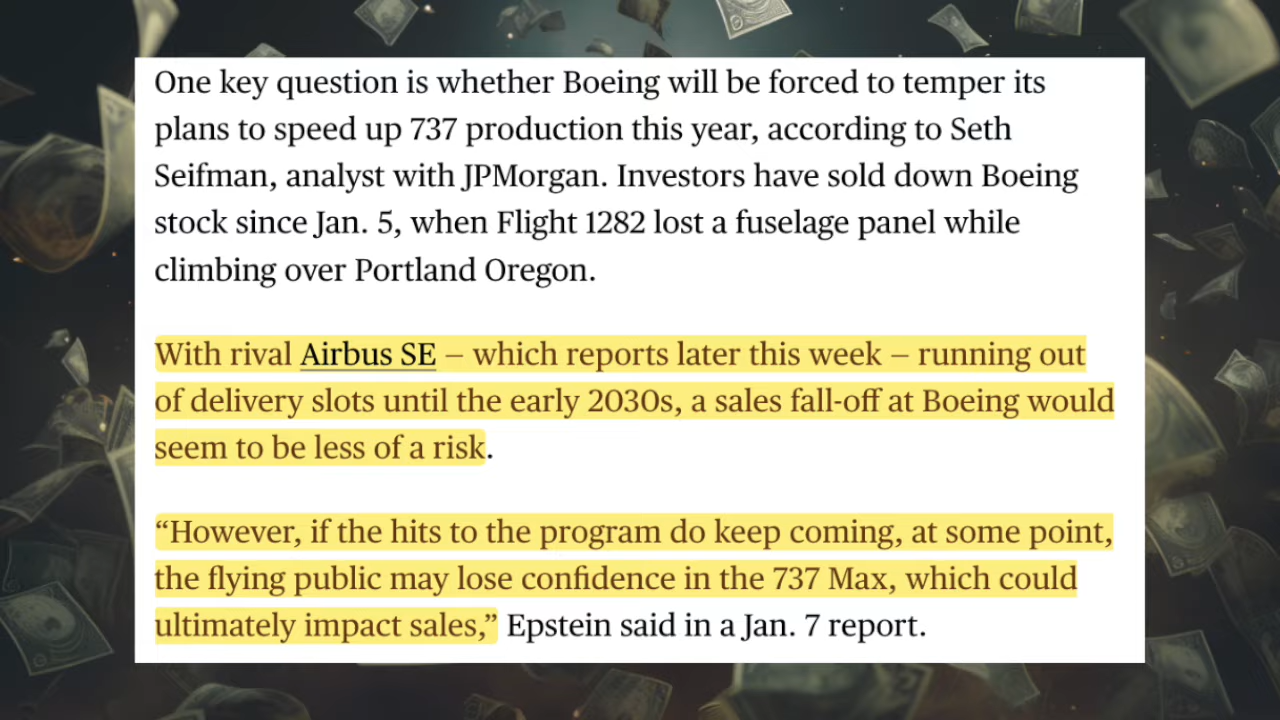 One key question is whether Boeing will be forced to temper its
plans to speed up 737 production this year, according to Seth
Seifman, analyst with JPMorgan. Investors have sold down Boeing
stock since Jan. 5, when Flight 1282 lost a fuselage panel while
climbing over Portland Oregon.
With rival Airbus SE – which reports later this week – running out
of delivery slots until the early 2030s, a sales fall-off at Boeing would
seem to be less of a risk.
“However, if the hits to the program do keep coming, at some point,
the flying public may lose confidence in the 737 Max, which could
ultimately impact sales,” Epstein said in a Jan. 7 report.